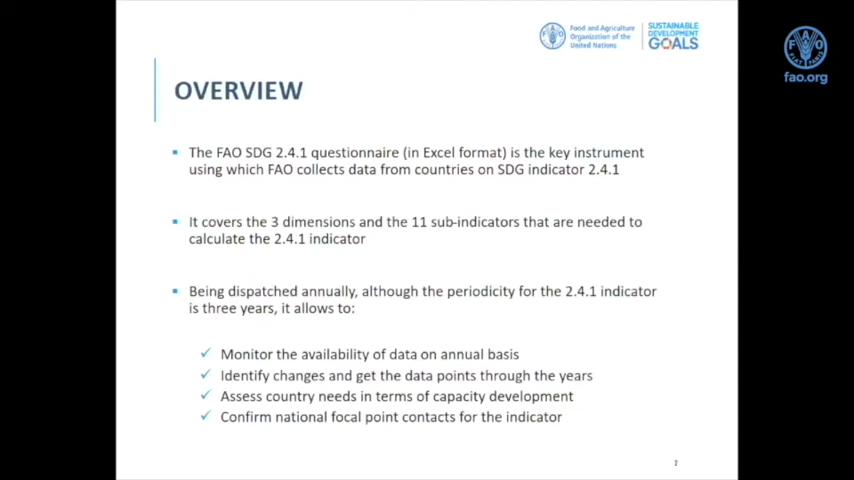 Food and Agriculture
Organization of the
United Nations
SUSTAINABLE
DEVELOPMENT
GOALS
FAO
FIAT PANIS
fao.org
OVERVIEW
The FAO SDG 2.4.1 questionnaire (in Excel format) is the key instrument
using which FAO collects data from countries on SDG indicator 2.4.1
It covers the 3 dimensions and the 11 sub-indicators that are needed to
calculate the 2.4.1 indicator
Being dispatched annually, although the periodicity for the 2.4.1 indicator
is three years, it allows to:
✓ Monitor the availability of data on annual basis
✓ Identify changes and get the data points through the years
✓ Assess country needs in terms of capacity development
✓ Confirm national focal point contacts for the indicator